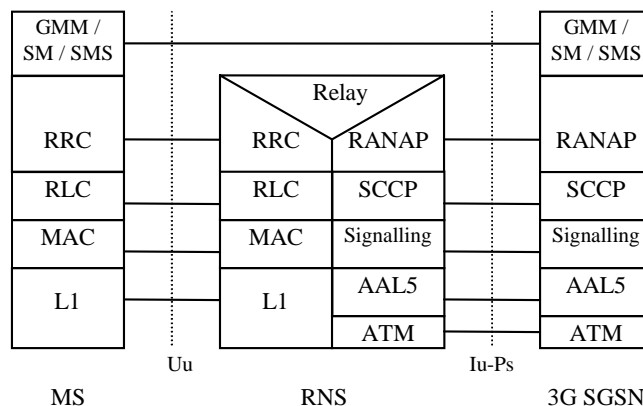 GMM /
SM / SMS
GMM /
SM / SMS
Relay
RRC
RRC
RANAP
RANAP
RLC
RLC
SCCP
SCCP
MAC
MAC
Signalling
Signalling
L1
L1
AAL5
AAL5
ATM
ATM
Uu
Iu-Ps
MS
RNS
3G SGSN